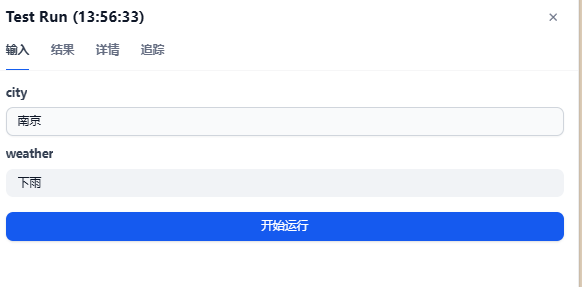 Test Run (13:56:33)
输入 结果 详情 追踪
city
南京
weather
下雨
开始运行